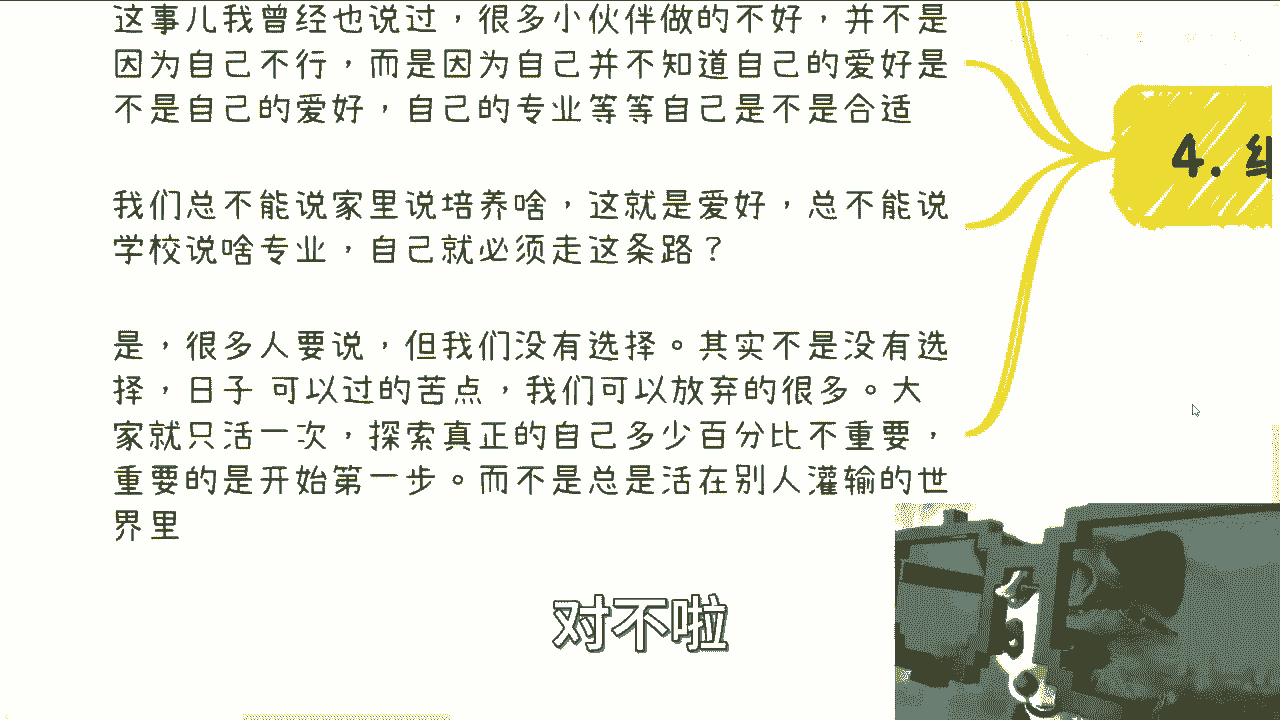 这事儿我曾经也说过，很多小伙伴做的不好，并不是
因为自己不行，而是因为自己并不知道自己的爱好是
不是自己的爱好，自己的专业等等自己是不是合适
我们总不能说家里说培养啥，这就是爱好，总不能说
学校说啥专业，自己就必须走这条路？
是，很多人要说，但我们没有选择。其实不是没有选
择，日子 可以过的苦点，我们可以放弃的很多。大
家就只活一次，探索真正的自己多少百分比不重要，
重要的是开始第一步。而不是总是活在别人灌输的世
界里
4.
对不啦